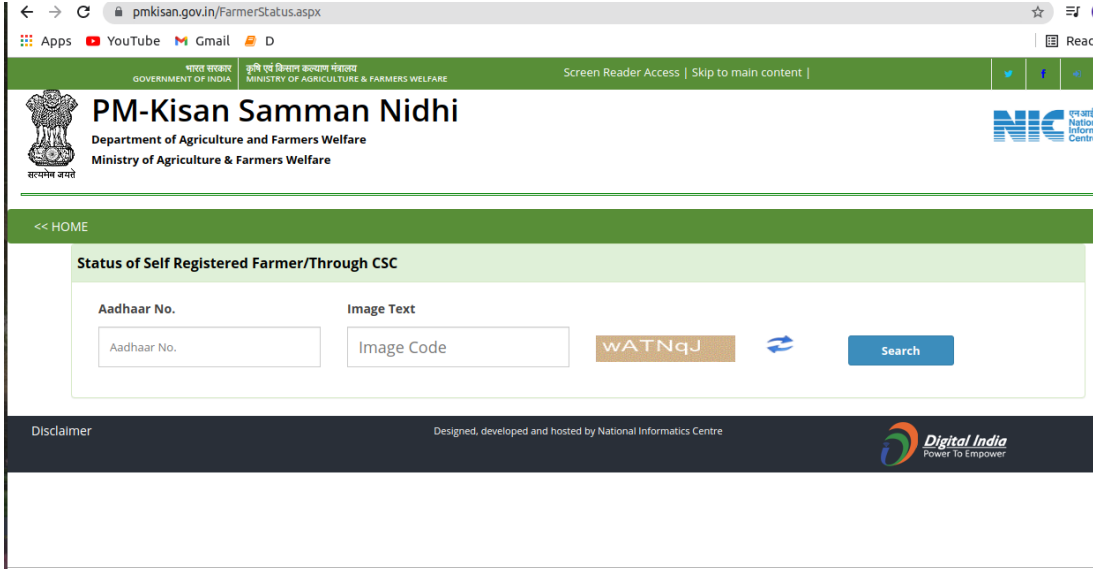 pmkisan.gov.in/FarmerStatus.aspx
Apps YouTube Gmail D
भारत सरकार
GOVERNMENT OF INDIA
कृषि एवं किसान कल्याण मंत्रालय
MINISTRY OF AGRICULTURE & FARMERS WELFARE
Screen Reader Access | Skip to main content |
PM-Kisan Samman Nidhi
Department of Agriculture and Farmers Welfare
Ministry of Agriculture & Farmers Welfare
सत्यमेव जयते
NIC
एनआई
Nation
Inform
Centre
<< HOME
Status of Self Registered Farmer/Through CSC
Aadhaar No. Image Text
Aadhaar No. Image Code wATNqJ Search
Disclaimer
Designed, developed and hosted by National Informatics Centre
Digital India
Power To Empower